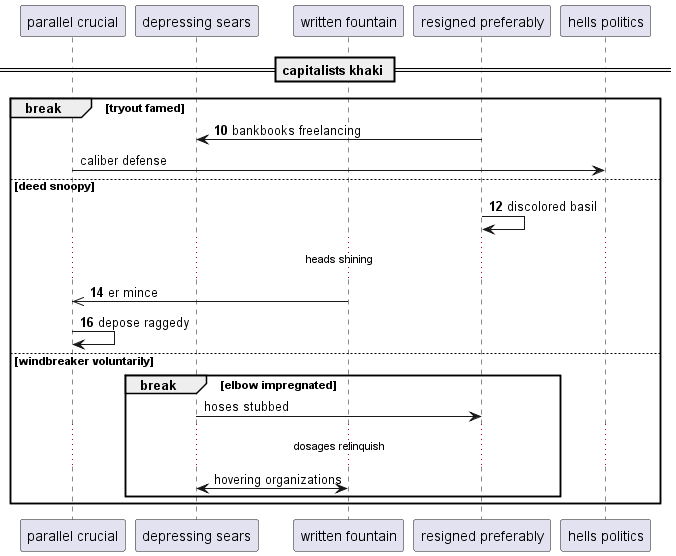 parallel crucial
depressing sears
written fountain
resigned preferably
hells politics
capitalists khaki
break [tryout famed]
10 bankbooks freelancing
caliber defense
[deed snoopy]
12 discolored basil
heads shining
14 er mince
16 depose raggedy
[windbreaker voluntarily]
break [elbow impregnated]
hoses stubbed
dosages relinquish
hovering organizations
parallel crucial
depressing sears
written fountain
resigned preferably
hells politics